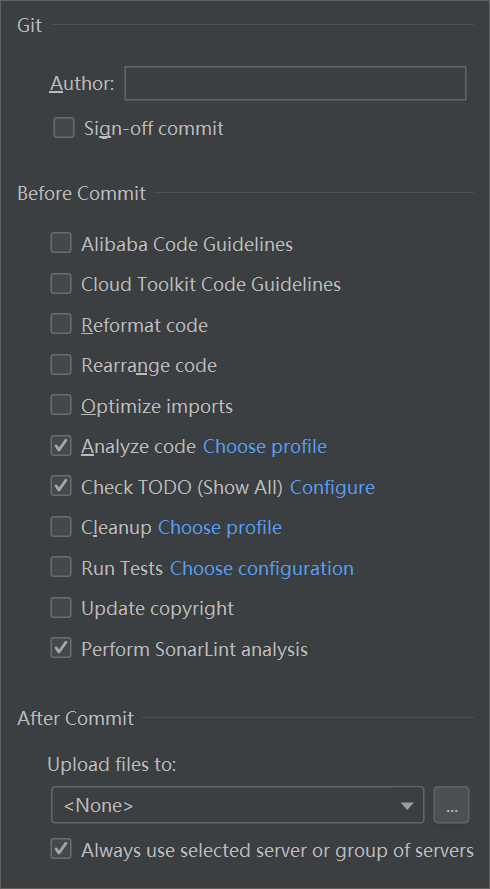 Git
Author:
Sign-off commit
Before Commit
Alibaba Code Guidelines
Cloud Toolkit Code Guidelines
Reformat code
Rearrange code
Optimize imports
Analyze code Choose profile
Check TODO (Show All) Configure
Cleanup Choose profile
Run Tests Choose configuration
Update copyright
Perform SonarLint analysis
After Commit
Upload files to:
<None> ...
Always use selected server or group of servers